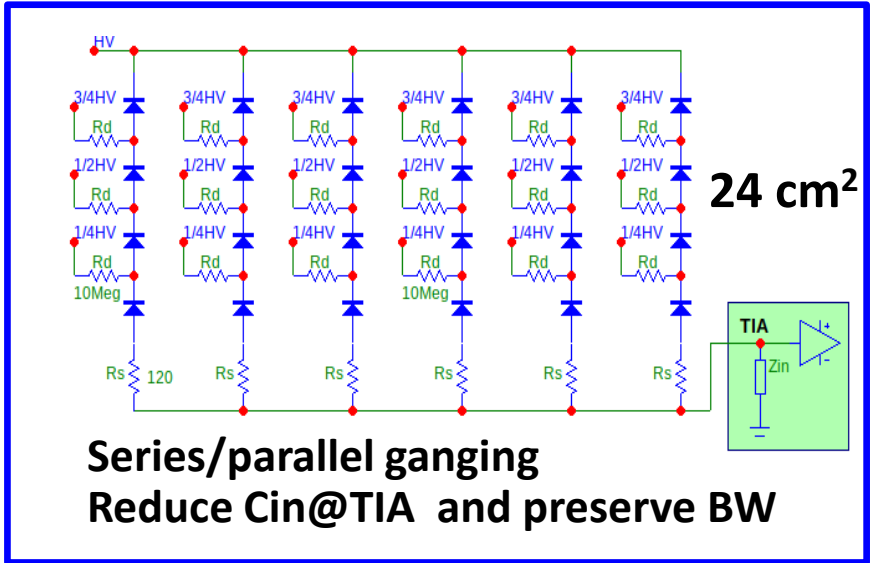 HV
3/4HV 3/4HV 3/4HV 3/4HV 3/4HV 3/4HV
Rd Rd Rd Rd Rd Rd
1/2HV 1/2HV 1/2HV 1/2HV 1/2HV 1/2HV
24 cm²
Rd Rd Rd Rd Rd Rd
1/4HV 1/4HV 1/4HV 1/4HV 1/4HV 1/4HV
Rd Rd Rd Rd Rd Rd
10Meg 10Meg
TIA
+
-
Zin
Rs 120 Rs Rs Rs Rs Rs
Series/parallel ganging
Reduce Cin@TIA and preserve BW